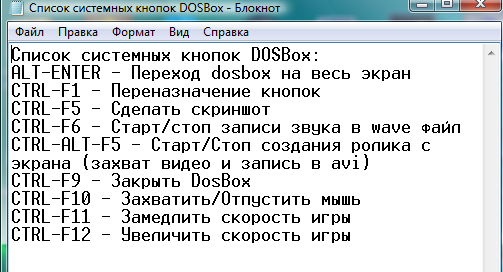 Список системных кнопок DOSBox - Блокнот
Файл Правка Формат Вид Справка
Список системных кнопок DOSBox:
ALT-ENTER - Переход dosbox на весь экран
CTRL-F1 - Переназначение кнопок
CTRL-F5 - Сделать скриншот
CTRL-F6 - Старт/стоп записи звука в wave файл
CTRL-ALT-F5 - Старт/Стоп создания ролика с
экрана (захват видео и запись в avi)
CTRL-F9 - Закрыть DosBox
CTRL-F10 - Захватить/Отпустить мышь
CTRL-F11 - Замедлить скорость игры
CTRL-F12 - Увеличить скорость игры